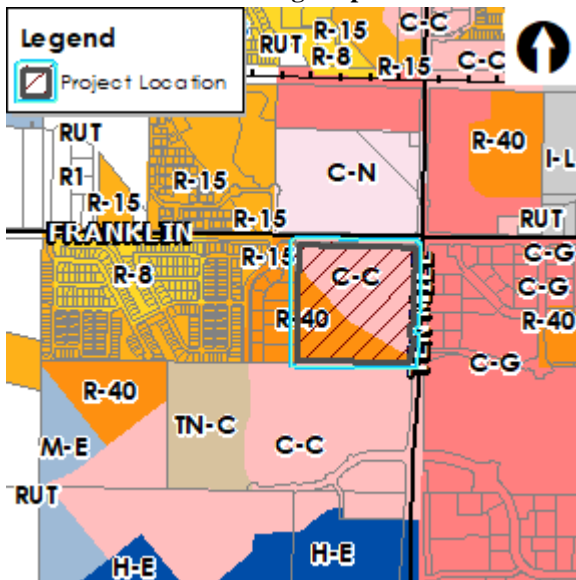 Legend
Project Location
C-C
R-15
RUT
R-8
C-C
R-15
RUT
R-40
I-L
R1
C-N
R-15
R-15
R-15
RUT
FRANKLIN
R-15
C-G
R-8
C-C
C-G
R-40
R-40
C-G
R-40
TN-C
C-C
M-E
RUT
H-E
H-E